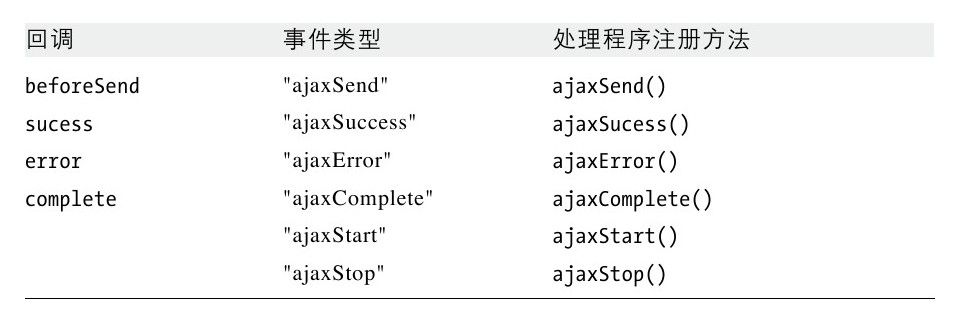 回调 事件类型 处理程序注册方法
beforeSend "ajaxSend" ajaxSend()
sucess "ajaxSuccess" ajaxSucess()
error "ajaxError" ajaxError()
complete "ajaxComplete" ajaxComplete()
"ajaxStart" ajaxStart()
"ajaxStop" ajaxStop()